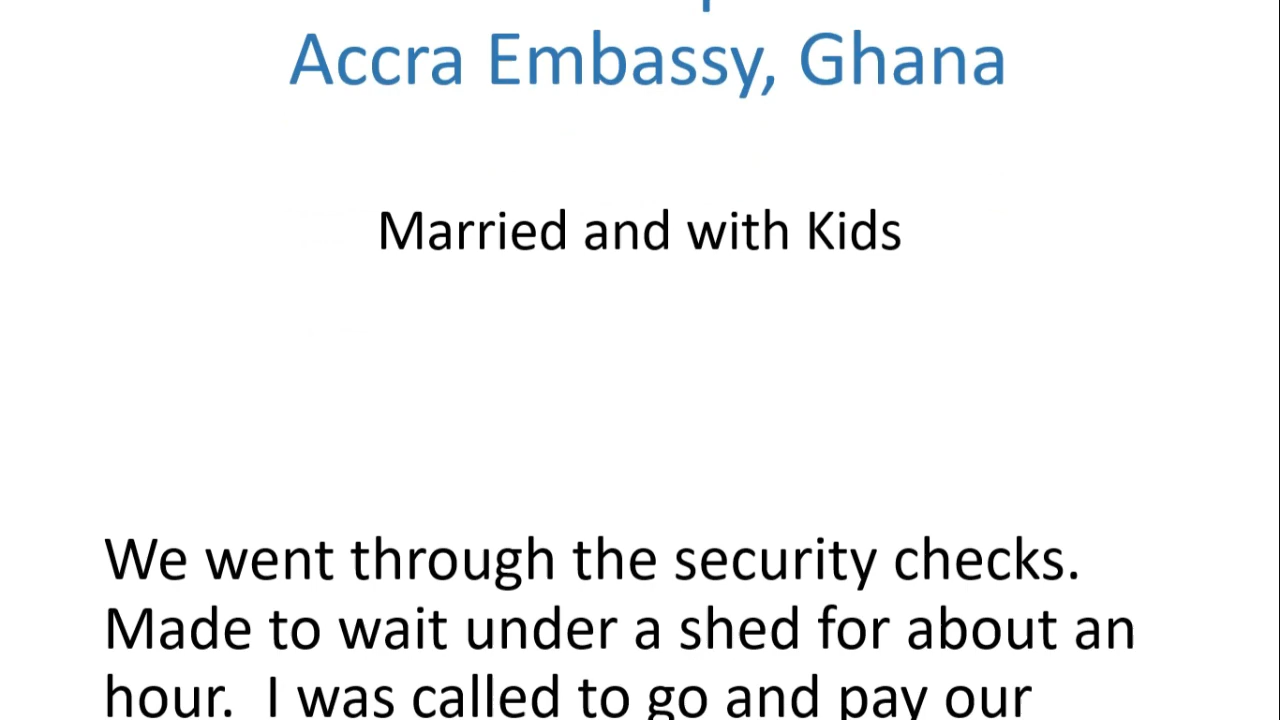 Accra Embassy, Ghana
Married and with Kids
We went through the security checks.
Made to wait under a shed for about an
hour.  I was called to go and pay our